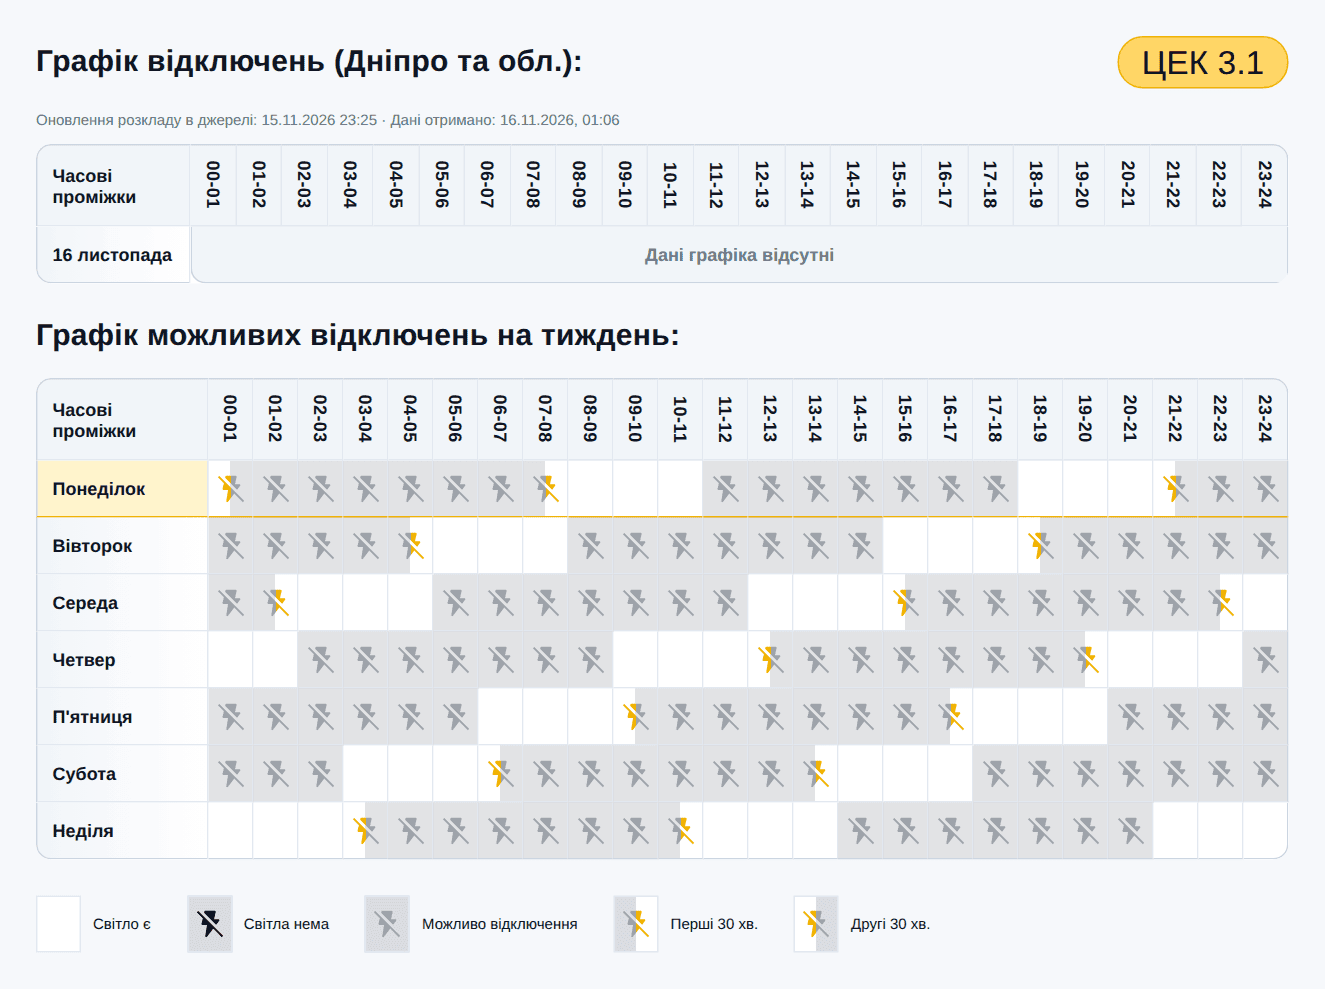 Графік відключень (Дніпро та обл.):
ЦЕК 3.1
Оновлення розкладу в джерелі: 15.11.2026 23:25 · Дані отримано: 16.11.2026, 01:06
Часові проміжки 00-01 01-02 02-03 03-04 04-05 05-06 06-07 07-08 08-09 09-10 10-11 11-12 12-13 13-14 14-15 15-16 16-17 17-18 18-19 19-20 20-21 21-22 22-23 23-24
16 листопада Дані графіка відсутні
Графік можливих відключень на тиждень:
Часові проміжки 00-01 01-02 02-03 03-04 04-05 05-06 06-07 07-08 08-09 09-10 10-11 11-12 12-13 13-14 14-15 15-16 16-17 17-18 18-19 19-20 20-21 21-22 22-23 23-24
Понеділок
Вівторок
Середа
Четвер
П'ятниця
Субота
Неділя
Світло є Світла нема Можливо відключення Перші 30 хв. Другі 30 хв.